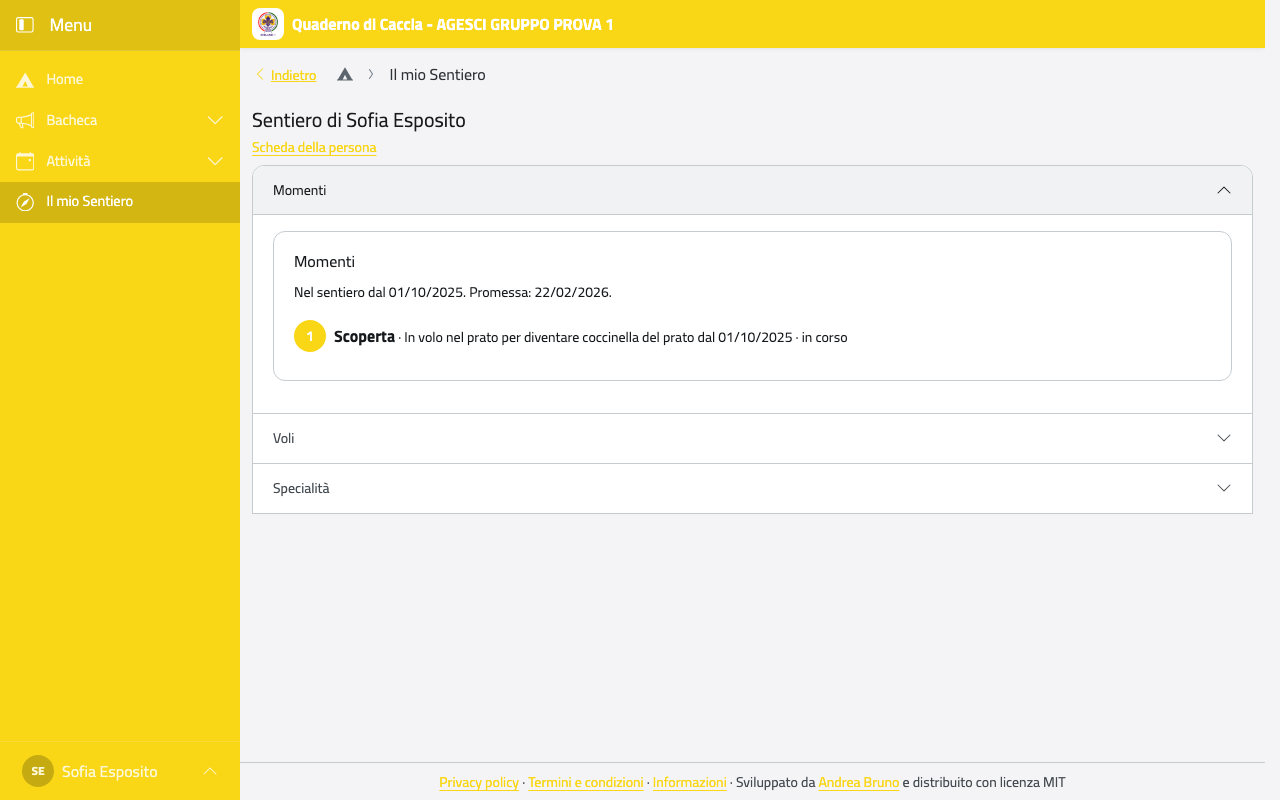 Menu
Quaderno di Caccia - AGESCI GRUPPO PROVA 1
Home
Bacheca
Attività
Il mio Sentiero
Indietro
Il mio Sentiero
Sentiero di Sofia Esposito
Scheda della persona
Momenti
Momenti
Nel sentiero dal 01/10/2025. Promessa: 22/02/2026.
1 Scoperta · In volo nel prato per diventare coccinella del prato dal 01/10/2025 · in corso
Voli
Specialità
SE Sofia Esposito
Privacy policy · Termini e condizioni · Informazioni · Sviluppato da Andrea Bruno e distribuito con licenza MIT